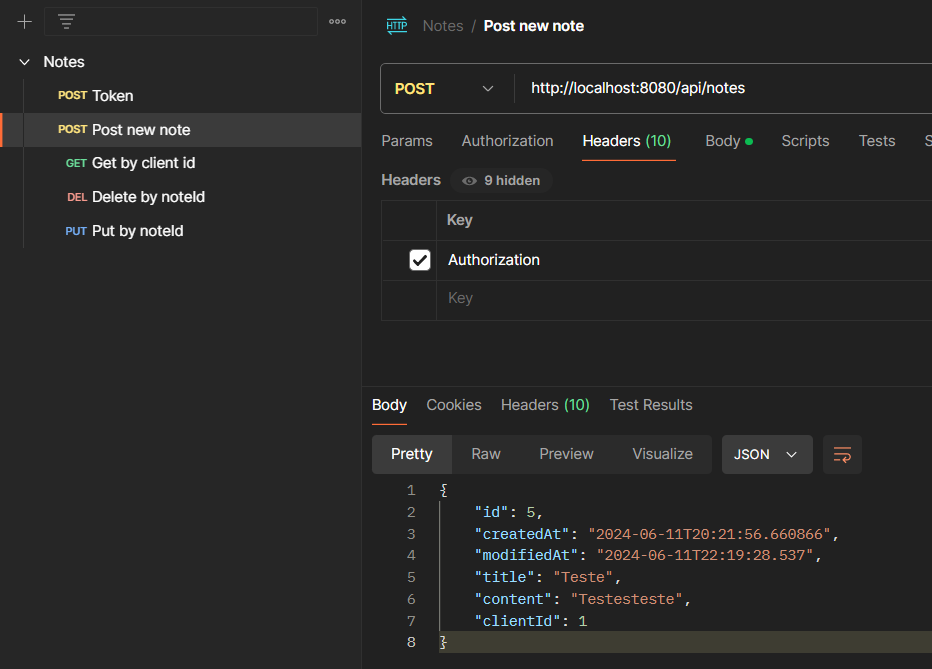 HTTP Notes / Post new note
Notes
POST Token
POST Post new note
GET Get by client id
DEL Delete by noteId
PUT Put by noteId
POST http://localhost:8080/api/notes
Params Authorization Headers (10) Body Scripts Tests S
Headers 9 hidden
Key
Authorization
Key
Body Cookies Headers (10) Test Results
Pretty Raw Preview Visualize JSON
1 {
2 "id": 5,
3 "createdAt": "2024-06-11T20:21:56.660866",
4 "modifiedAt": "2024-06-11T22:19:28.537",
5 "title": "Teste",
6 "content": "Testesteste",
7 "clientId": 1
8 }